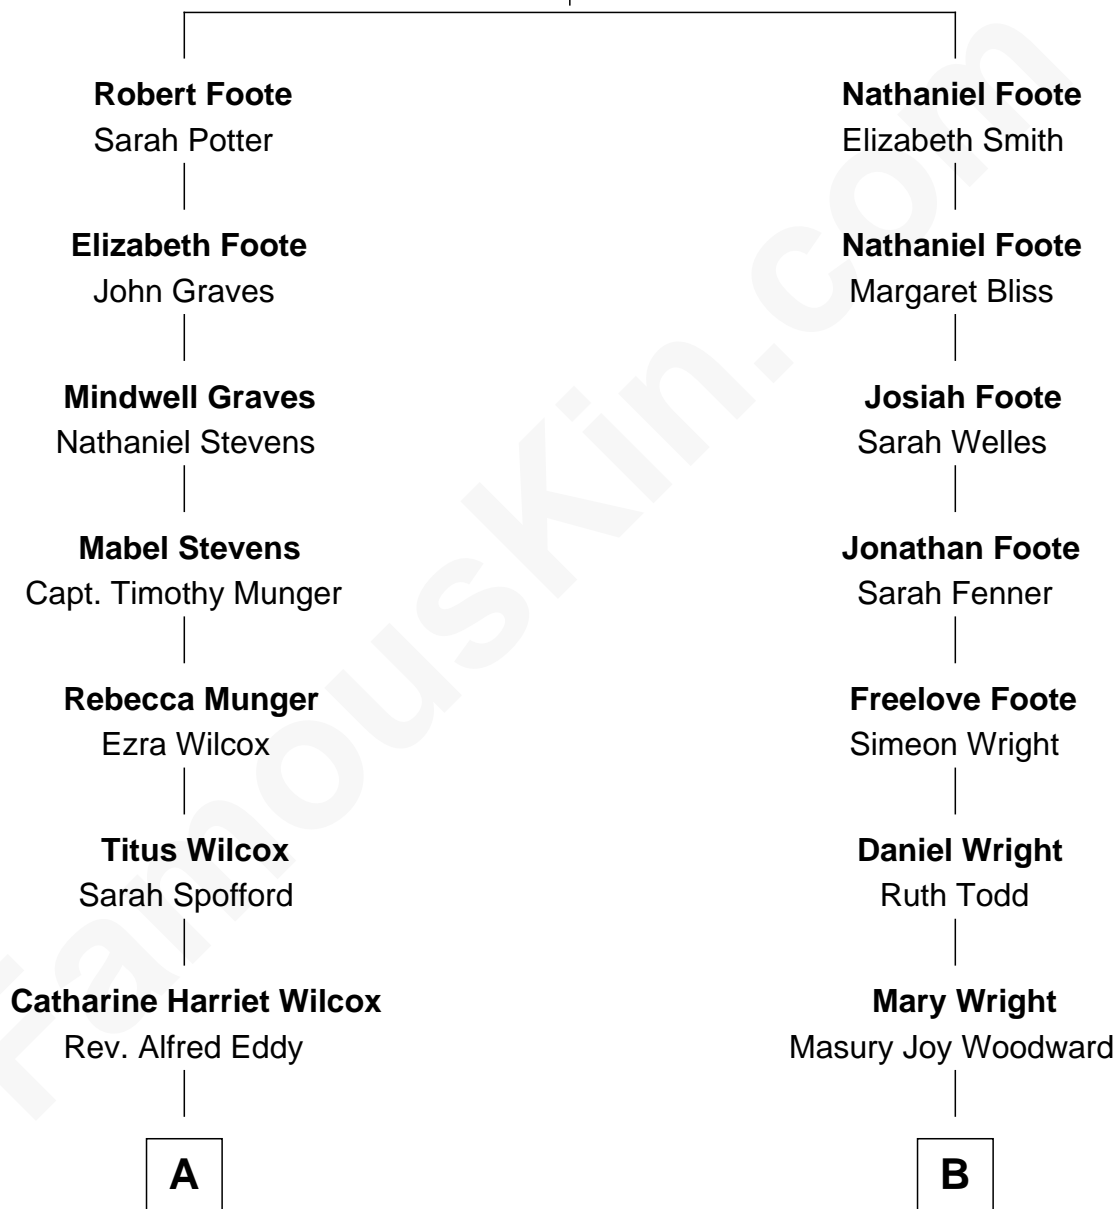 Robert Foote
Sarah Potter
Elizabeth Foote
John Graves
Mindwell Graves
Nathaniel Stevens
Mabel Stevens
Capt. Timothy Munger
Rebecca Munger
Ezra Wilcox
Titus Wilcox
Sarah Spofford
Catharine Harriet Wilcox
Rev. Alfred Eddy
A
Nathaniel Foote
Elizabeth Smith
Nathaniel Foote
Margaret Bliss
Josiah Foote
Sarah Welles
Jonathan Foote
Sarah Fenner
Freelove Foote
Simeon Wright
Daniel Wright
Ruth Todd
Mary Wright
Masury Joy Woodward
B
FamousKin.com